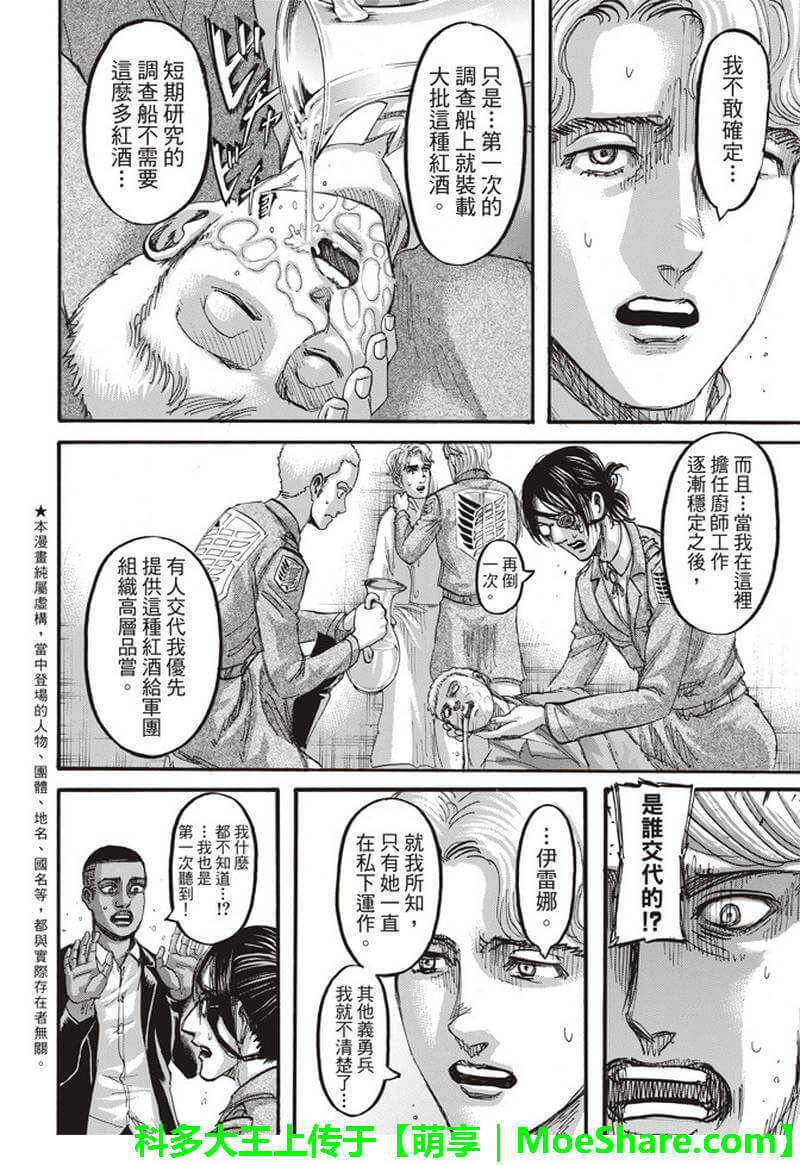 我不敢確定…
只是…第一次的
調查船上就裝載
大批這種紅酒。
短期研究的
調查船不需要
這麼多紅酒…
ビチャ
ビチャ
而且…當我在這裡
擔任廚師工作
逐漸穩定之後，
再倒
一次。
有人交代我優先
提供這種紅酒給軍團
組織高層品嘗。
是誰交代的!?
…伊雷娜。
就我所知，
只有她一直
在私下運作。
其他義勇兵
我就不清楚了…
我什麼
都不知道…!?
…我也是
第一次聽到！
★本漫畫純屬虛構，當中登場的人物、團體、地名、國名等，都與實際存在者無關。
科多大王上传于【萌享】MoeShare.com】